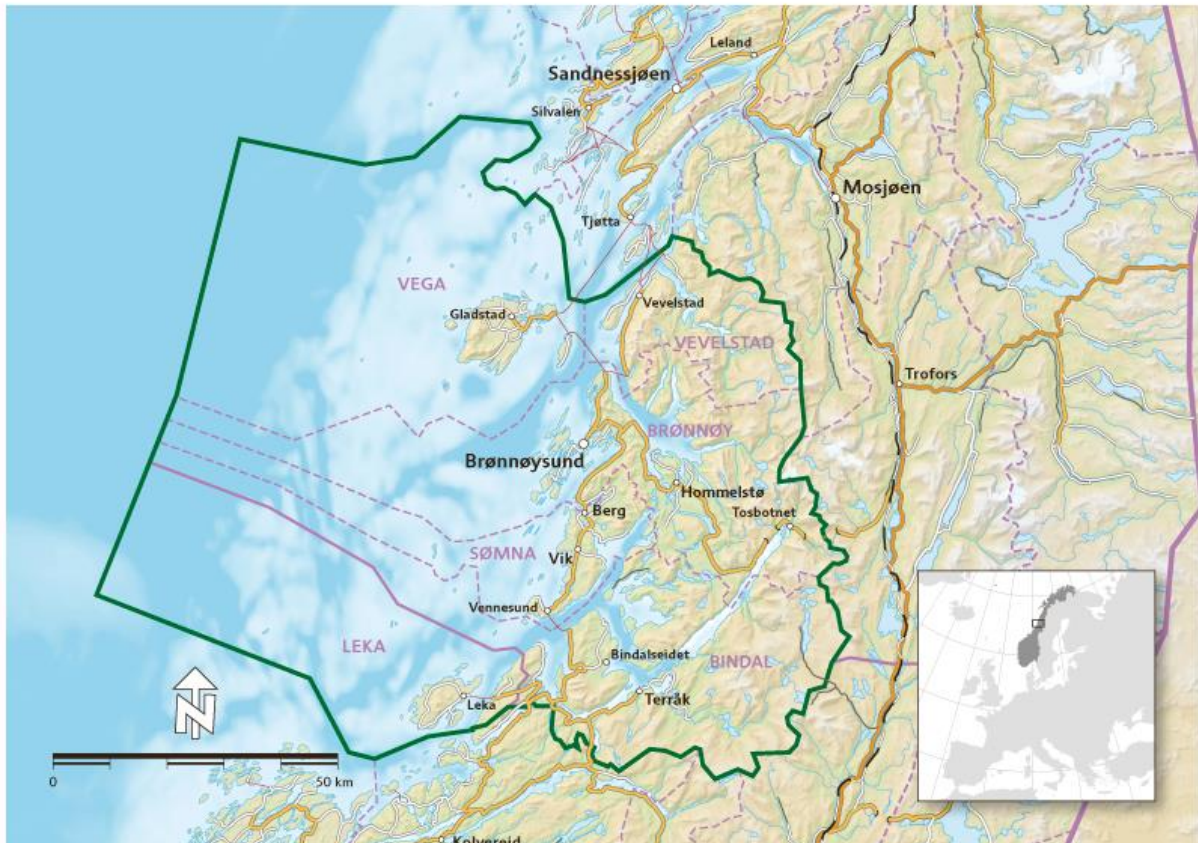 Leland
Sandnessjøen
Silvalen
Mosjøen
Tjøtta
VEGA
Vevelstad
Gladstad
VEVELSTAD
Trofors
BRØNNØY
Brønnøysund
Hommelstø
Berg
Tosbotnet
SØMNA
Vik
Vennesund
LEKA
Bindalseidet
BINDAL
Leka
Terråk
N
0
50 km
Kolvereid